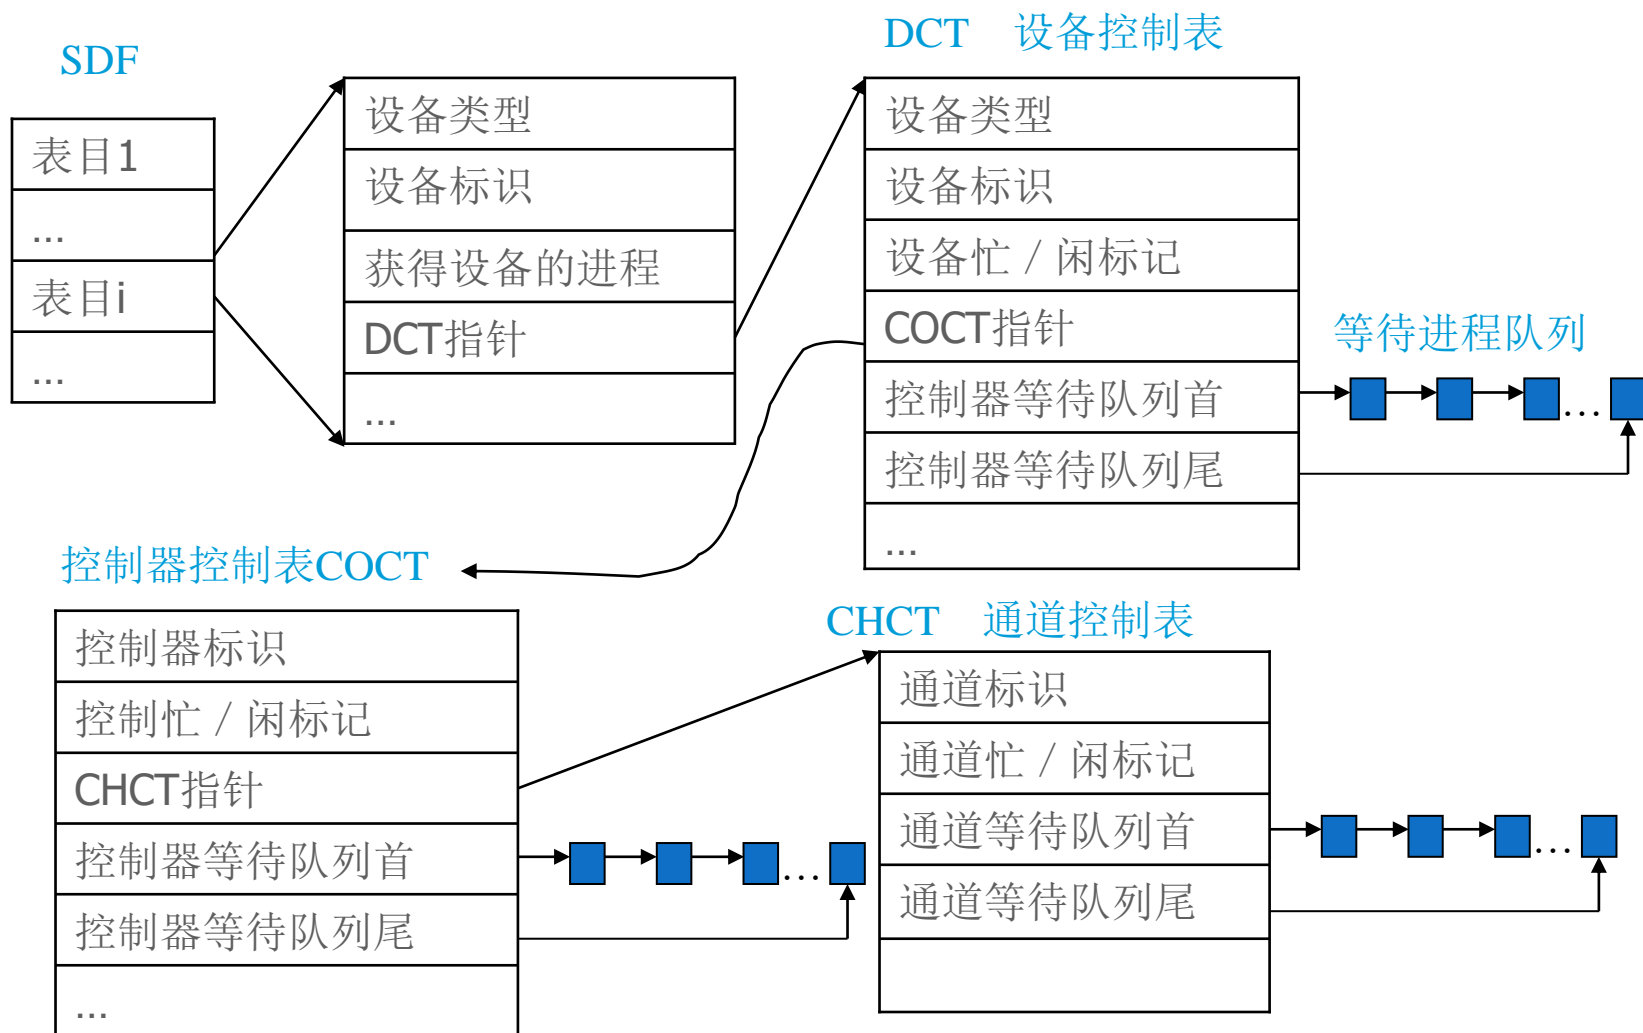 SDF
表目1
...
表目i
...
设备类型
设备标识
获得设备的进程
DCT指针
...
DCT 设备控制表
设备类型
设备标识
设备忙/闲标记
COCT指针
控制器等待队列首
控制器等待队列尾
...
等待进程队列
...
控制器控制表COCT
控制器标识
控制忙/闲标记
CHCT指针
控制器等待队列首
控制器等待队列尾
...
...
CHCT 通道控制表
通道标识
通道忙/闲标记
通道等待队列首
通道等待队列尾
...